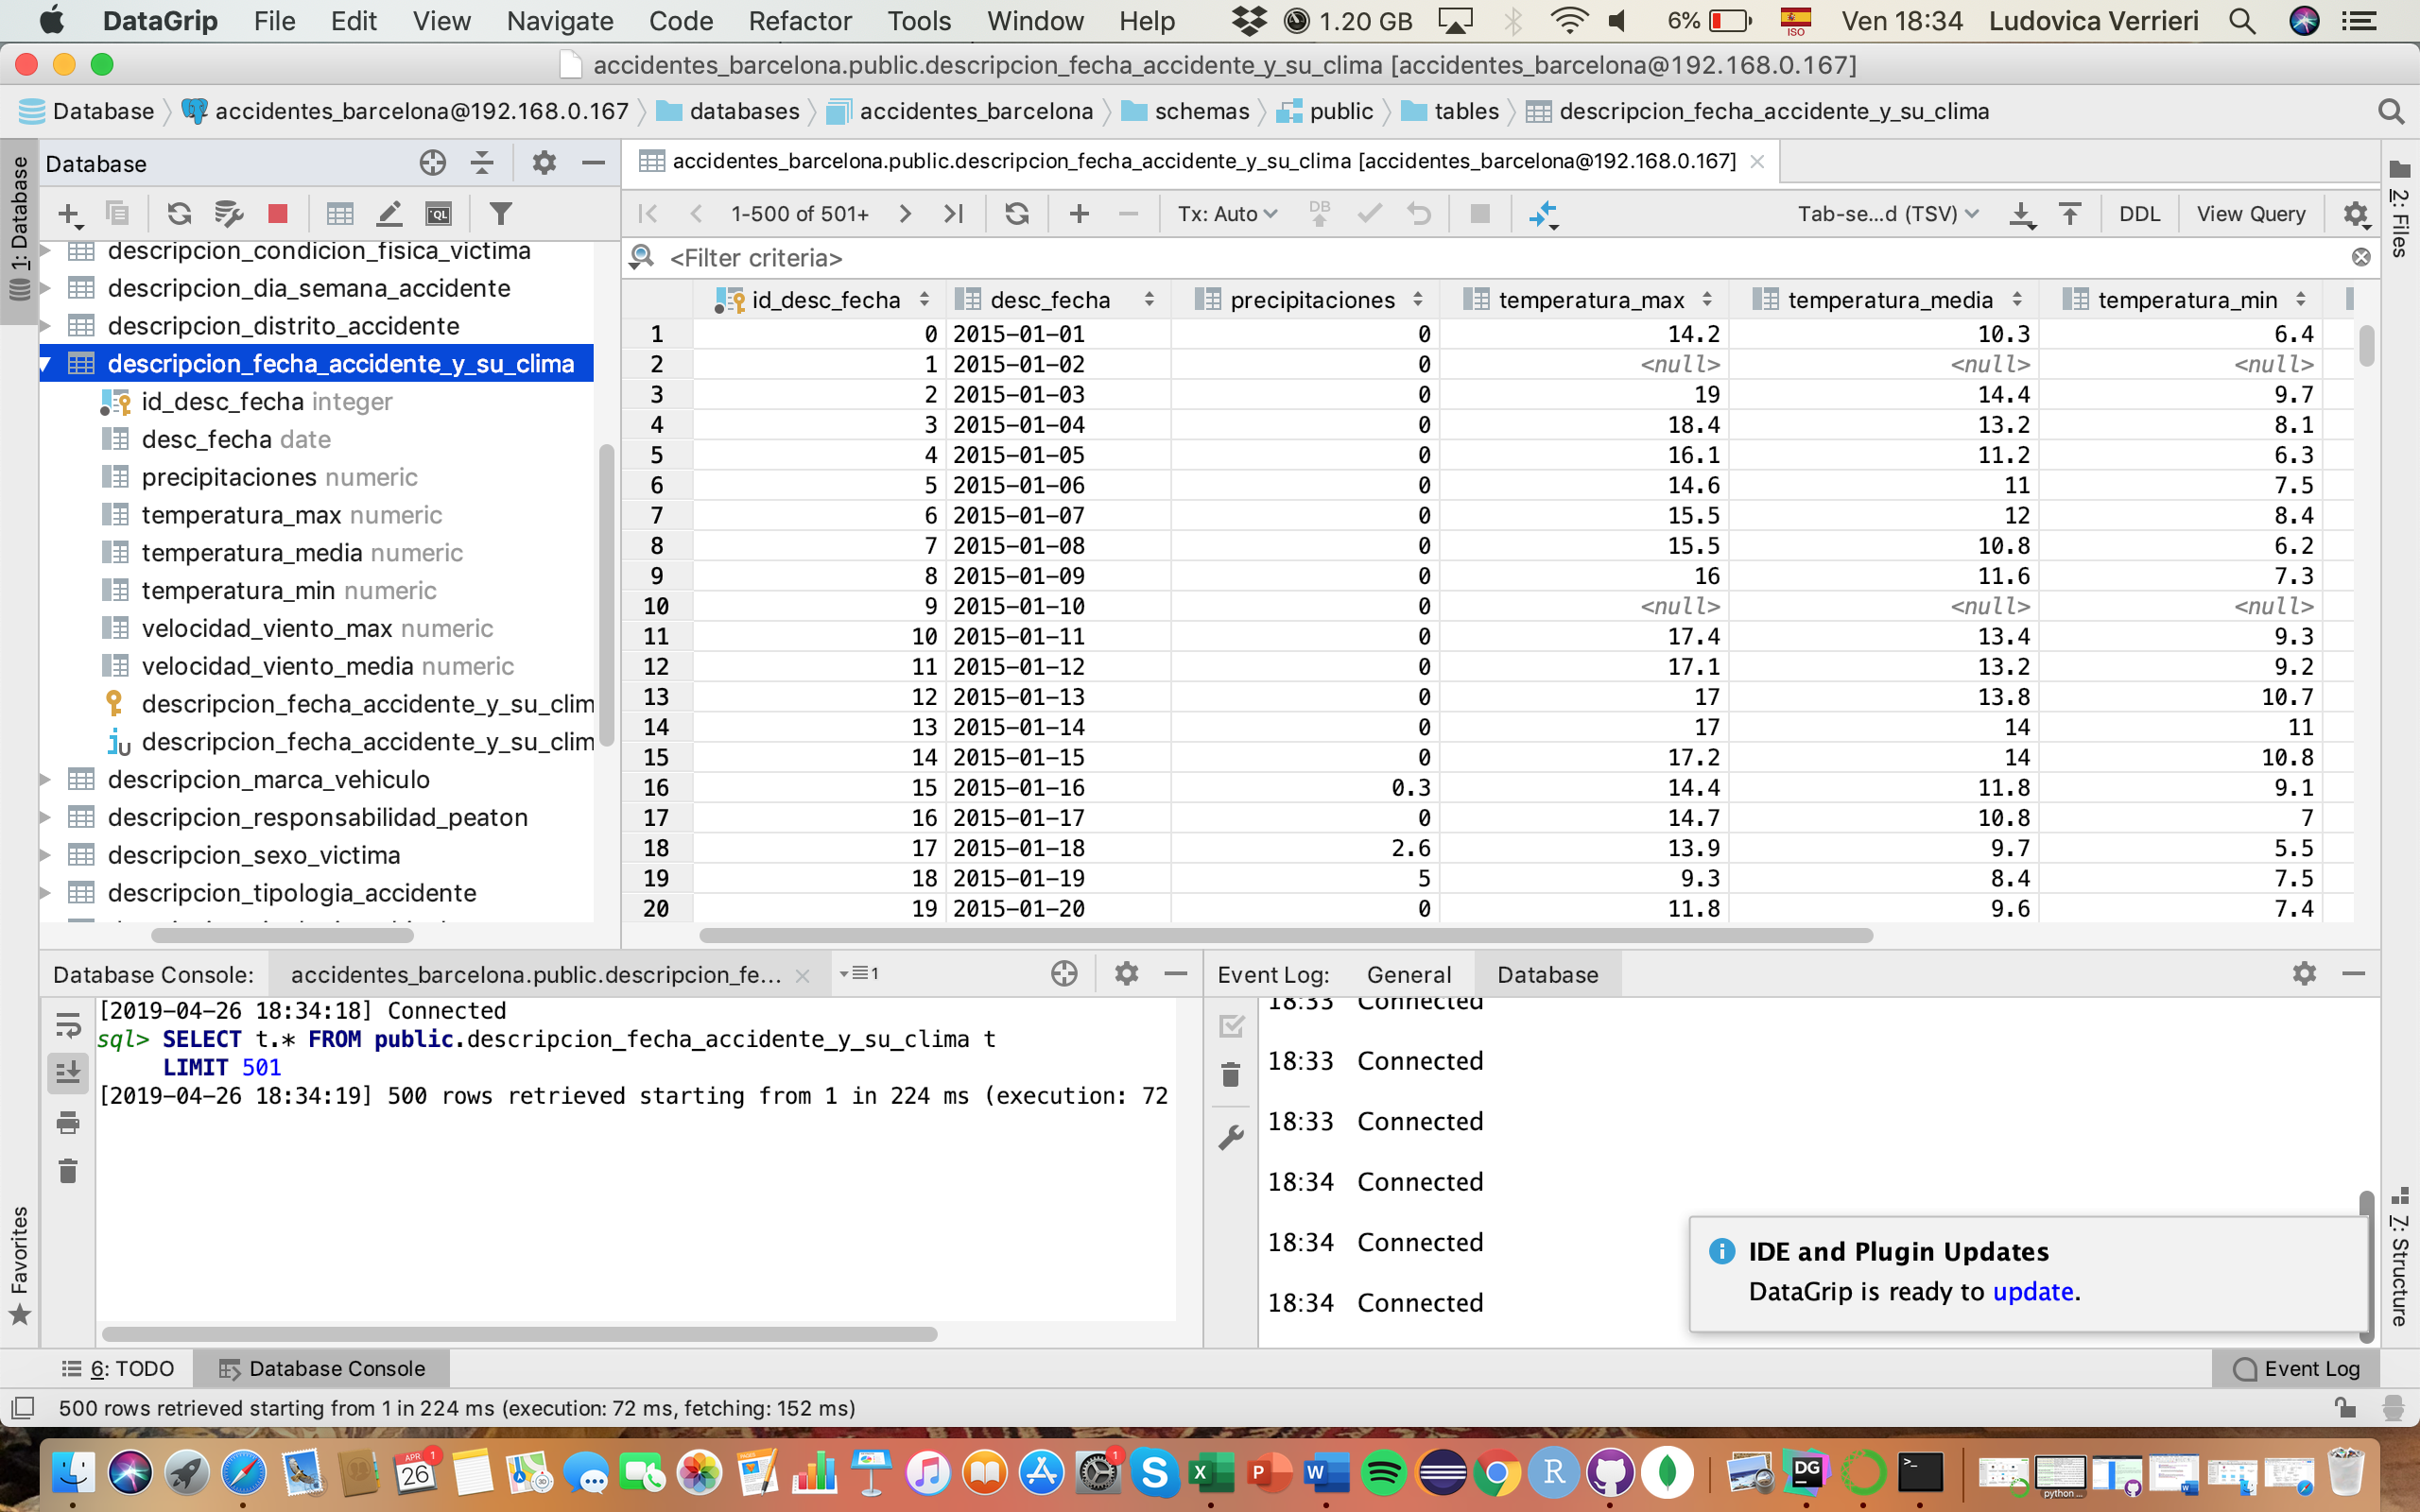 DataGrip File Edit View Navigate Code Refactor Tools Window Help 1.20 GB 6% ISO Ven 18:34 Ludovica Verrieri
accidentes_barcelona.public.descripcion_fecha_accidente_y_su_clima [accidentes_barcelona@192.168.0.167]
Database accidentes_barcelona@192.168.0.167 databases accidentes_barcelona schemas public tables descripcion_fecha_accidente_y_su_clima
1: Database
Database
descripcion_condicion_fisica_victima
descripcion_dia_semana_accidente
descripcion_distrito_accidente
descripcion_fecha_accidente_y_su_clima
id_desc_fecha integer
desc_fecha date
precipitaciones numeric
temperatura_max numeric
temperatura_media numeric
temperatura_min numeric
velocidad_viento_max numeric
velocidad_viento_media numeric
descripcion_fecha_accidente_y_su_clim
descripcion_fecha_accidente_y_su_clim
descripcion_marca_vehiculo
descripcion_responsabilidad_peaton
descripcion_sexo_victima
descripcion_tipologia_accidente
accidentes_barcelona.public.descripcion_fecha_accidente_y_su_clima [accidentes_barcelona@192.168.0.167]
1-500 of 501+ Tx: Auto DB Tab-se...d (TSV) DDL View Query
<Filter criteria>
id_desc_fecha desc_fecha precipitaciones temperatura_max temperatura_media temperatura_min
1 0 2015-01-01 0 14.2 10.3 6.4
2 1 2015-01-02 0 <null> <null> <null>
3 2 2015-01-03 0 19 14.4 9.7
4 3 2015-01-04 0 18.4 13.2 8.1
5 4 2015-01-05 0 16.1 11.2 6.3
6 5 2015-01-06 0 14.6 11 7.5
7 6 2015-01-07 0 15.5 12 8.4
8 7 2015-01-08 0 15.5 10.8 6.2
9 8 2015-01-09 0 16 11.6 7.3
10 9 2015-01-10 0 <null> <null> <null>
11 10 2015-01-11 0 17.4 13.4 9.3
12 11 2015-01-12 0 17.1 13.2 9.2
13 12 2015-01-13 0 17 13.8 10.7
14 13 2015-01-14 0 17 14 11
15 14 2015-01-15 0 17.2 14 10.8
16 15 2015-01-16 0.3 14.4 11.8 9.1
17 16 2015-01-17 0 14.7 10.8 7
18 17 2015-01-18 2.6 13.9 9.7 5.5
19 18 2015-01-19 5 9.3 8.4 7.5
20 19 2015-01-20 0 11.8 9.6 7.4
2: Files
7: Structure
Favorites
Database Console: accidentes_barcelona.public.descripcion_fe... 1
[2019-04-26 18:34:18] Connected
sql> SELECT t.* FROM public.descripcion_fecha_accidente_y_su_clima t
LIMIT 501
[2019-04-26 18:34:19] 500 rows retrieved starting from 1 in 224 ms (execution: 72
Event Log: General Database
18:33 Connected
18:33 Connected
18:33 Connected
18:34 Connected
18:34 Connected
18:34 Connected
IDE and Plugin Updates
DataGrip is ready to update.
6: TODO Database Console Event Log
500 rows retrieved starting from 1 in 224 ms (execution: 72 ms, fetching: 152 ms)
APR 1
26
1
S X P W R DG >_
python ...